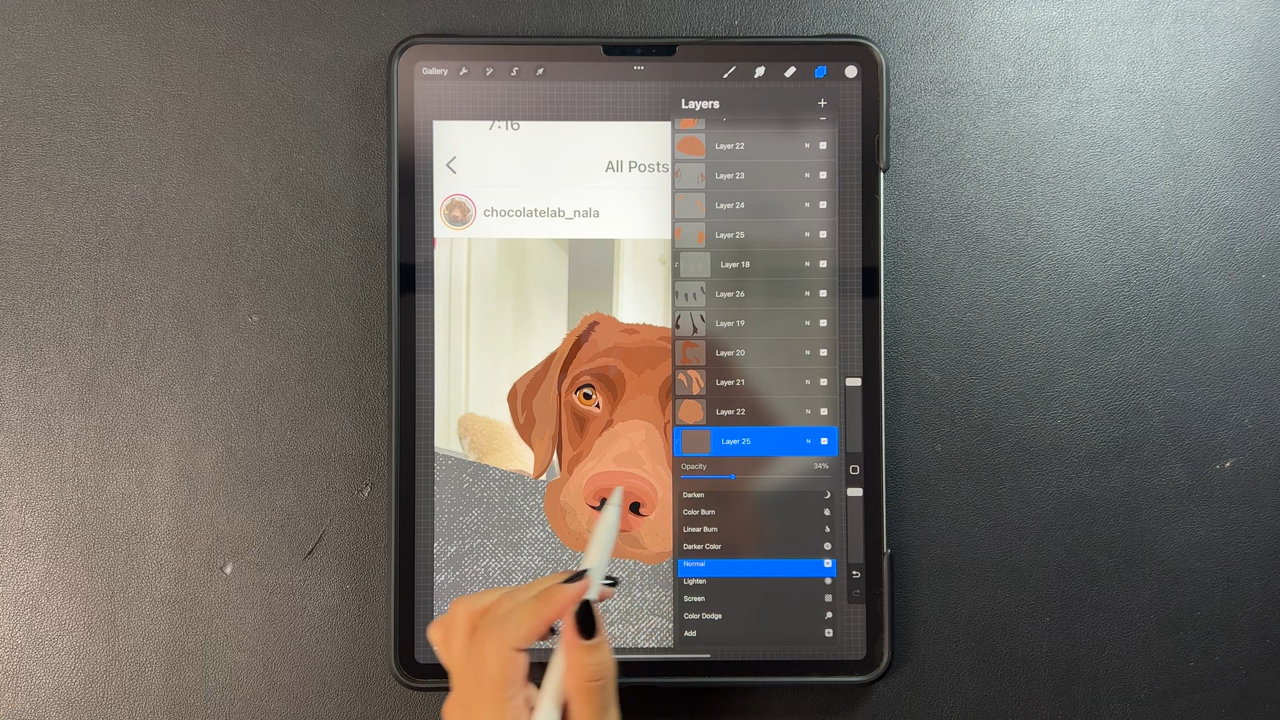 Gallery
Layers
7:16
All Posts
chocolatelab_nala
Layer 22 N
Layer 23 N
Layer 24 N
Layer 25 N
Layer 18 N
Layer 26 N
Layer 19 N
Layer 20 N
Layer 21 N
Layer 22 N
Layer 25 N
Opacity 34%
Darken
Color Burn
Linear Burn
Darker Color
Normal
Lighten
Screen
Color Dodge
Add